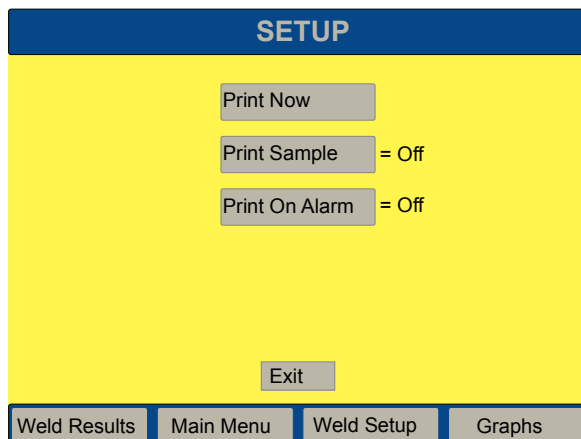 SETUP
Print Now
Print Sample = Off
Print On Alarm = Off
Exit
Weld Results Main Menu Weld Setup Graphs